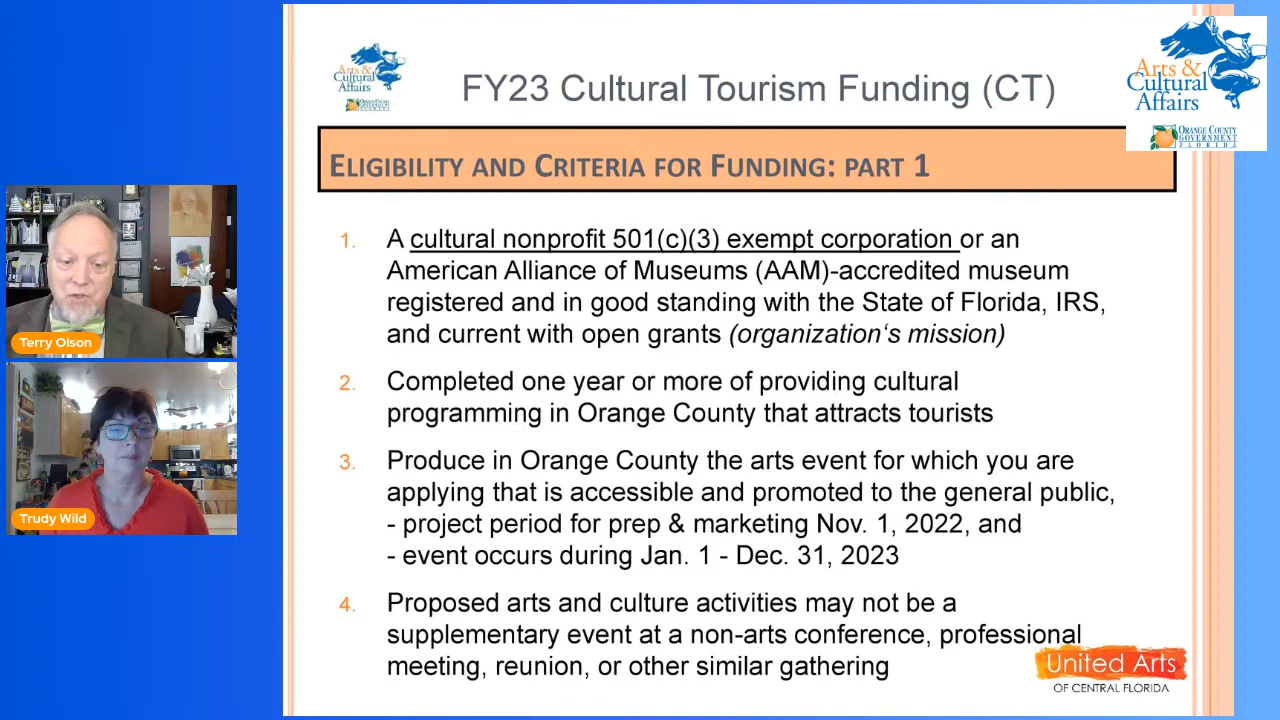 Arts &
Cultural
Affairs
ORANGE COUNTY
GOVERNMENT
FLORIDA
FY23 Cultural Tourism Funding (CT)
Arts &
Cultural
Affairs
ORANGE COUNTY
GOVERNMENT
FLORIDA
ELIGIBILITY AND CRITERIA FOR FUNDING: PART 1
1. A cultural nonprofit 501(c)(3) exempt corporation or an
American Alliance of Museums (AAM)-accredited museum
registered and in good standing with the State of Florida, IRS,
and current with open grants (organization‘s mission)
2. Completed one year or more of providing cultural
programming in Orange County that attracts tourists
3. Produce in Orange County the arts event for which you are
applying that is accessible and promoted to the general public,
- project period for prep & marketing Nov. 1, 2022, and
- event occurs during Jan. 1 - Dec. 31, 2023
4. Proposed arts and culture activities may not be a
supplementary event at a non-arts conference, professional
meeting, reunion, or other similar gathering
Terry Olson
Trudy Wild
United Arts
OF CENTRAL FLORIDA